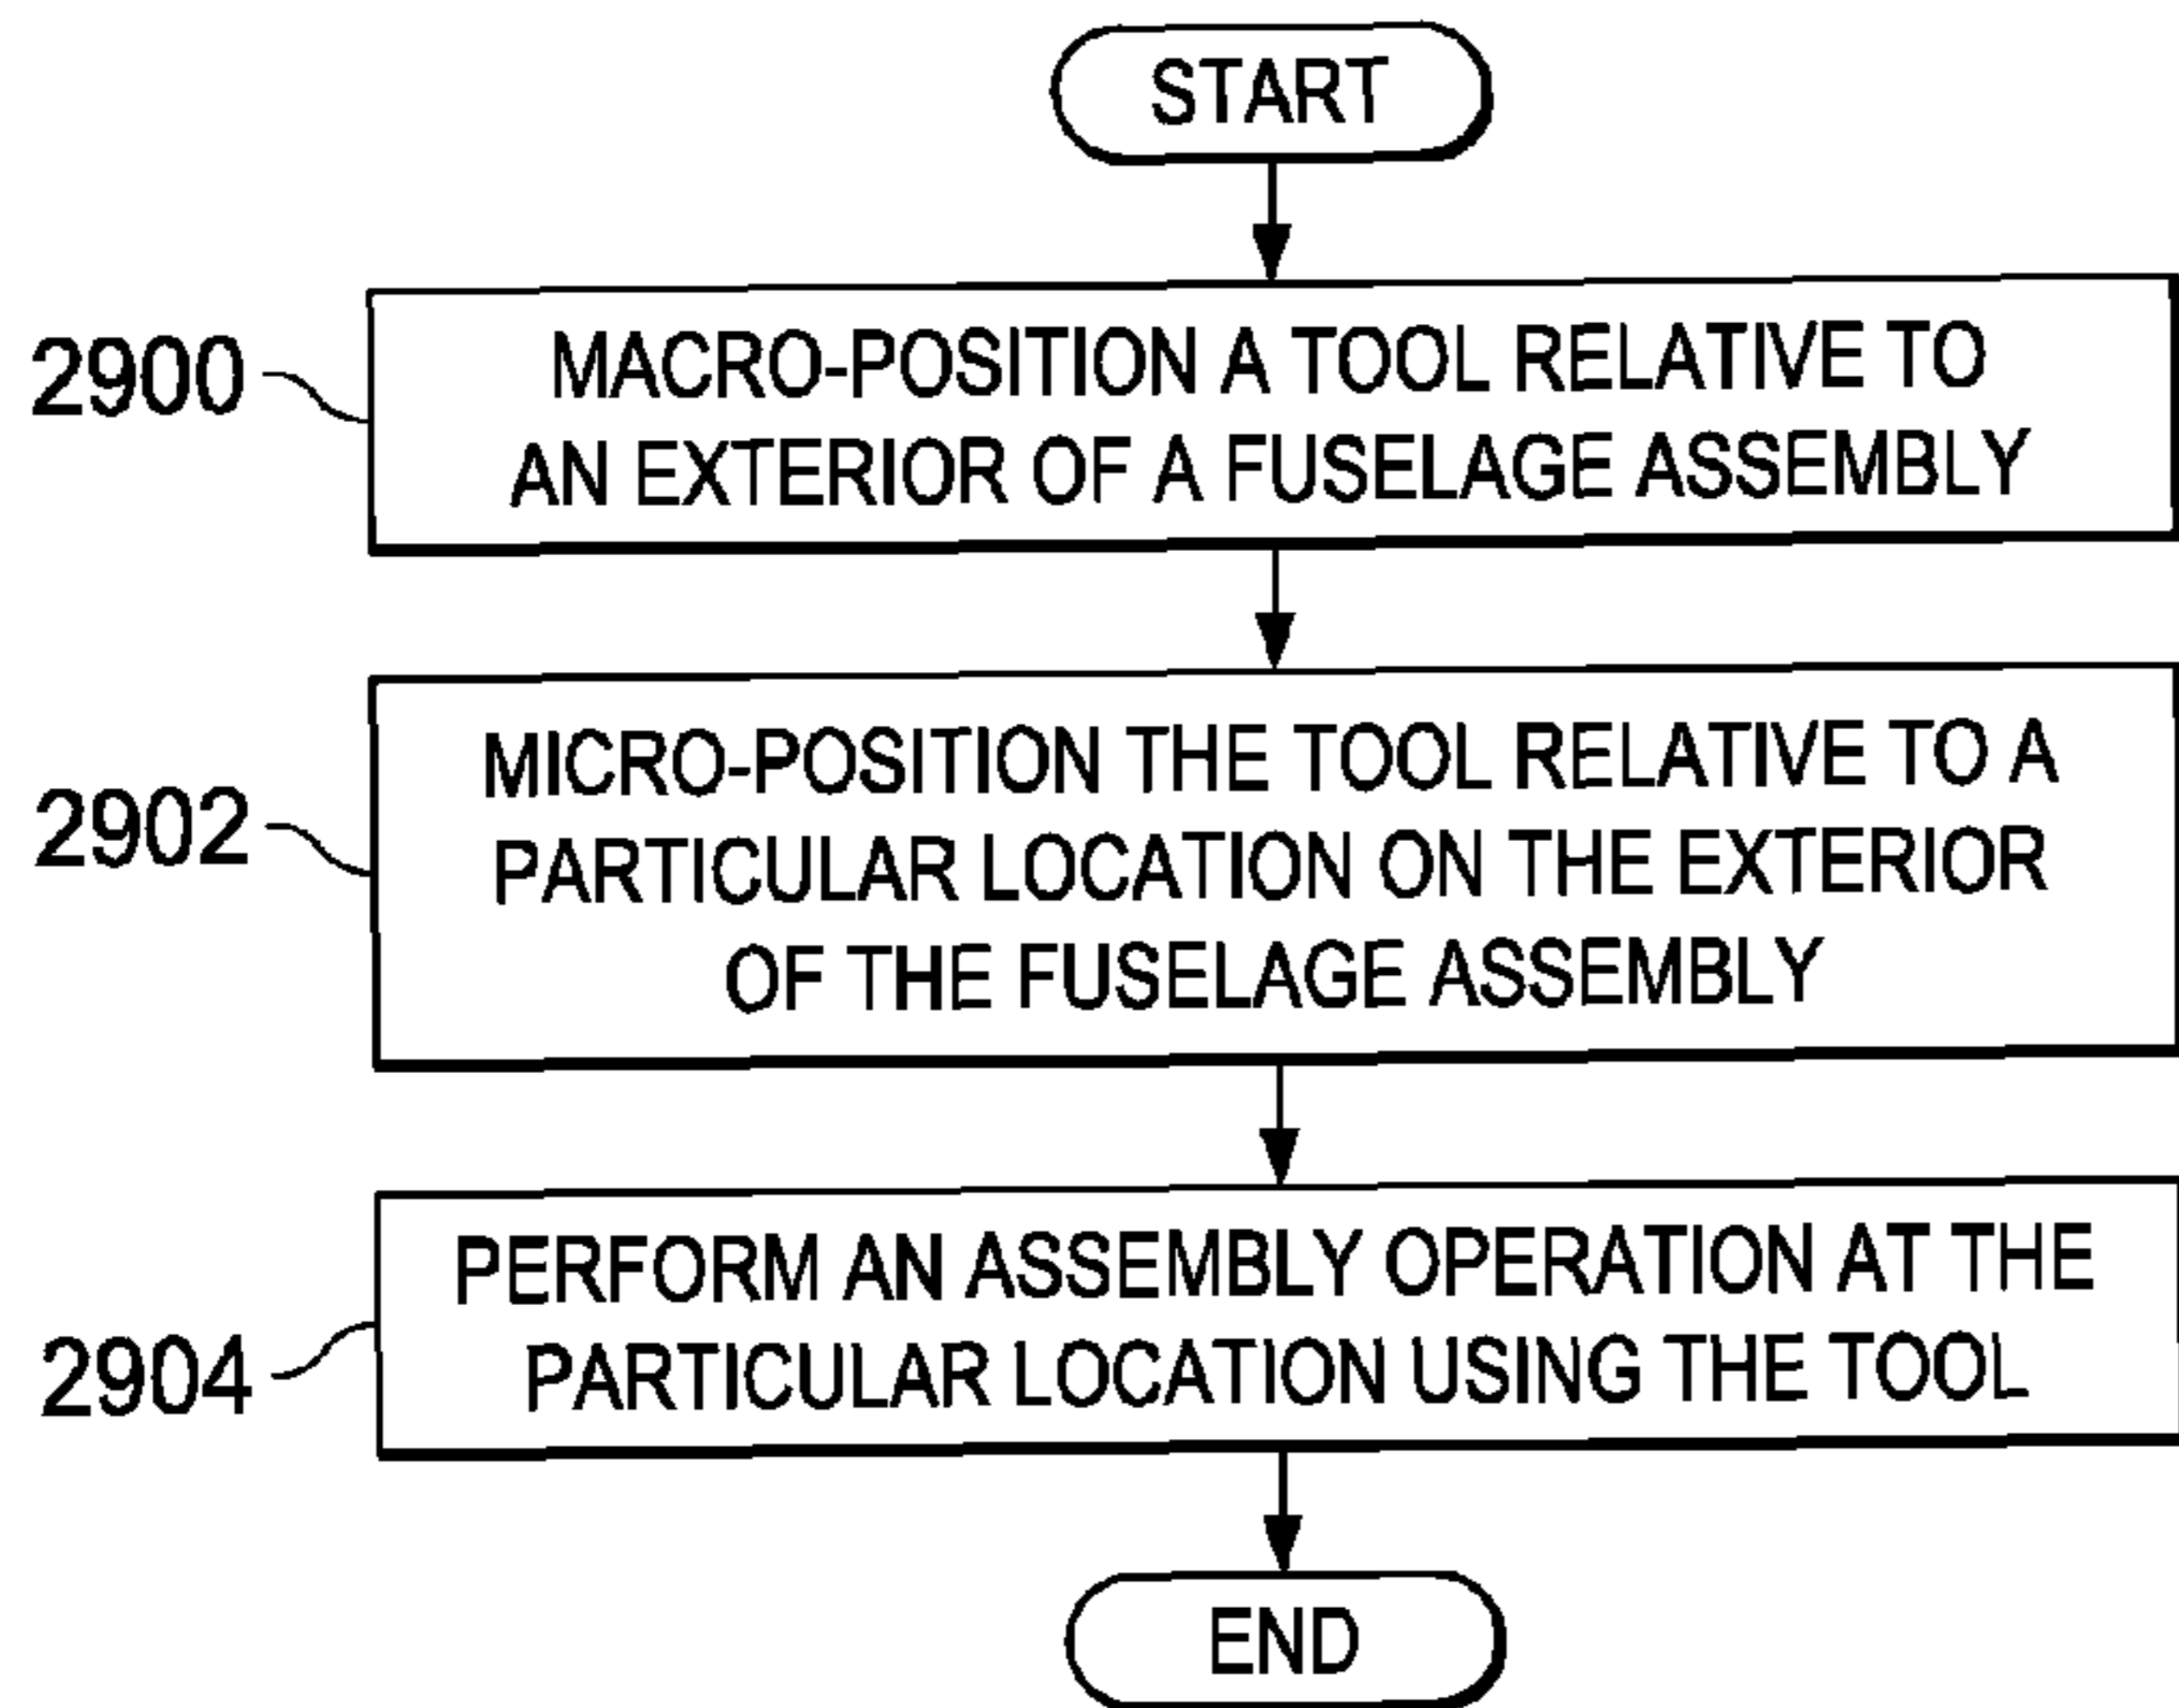 START
2900
MACRO-POSITION A TOOL RELATIVE TO
AN EXTERIOR OF A FUSELAGE ASSEMBLY
2902
MICRO-POSITION THE TOOL RELATIVE TO A
PARTICULAR LOCATION ON THE EXTERIOR
OF THE FUSELAGE ASSEMBLY
2904
PERFORM AN ASSEMBLY OPERATION AT THE
PARTICULAR LOCATION USING THE TOOL
END